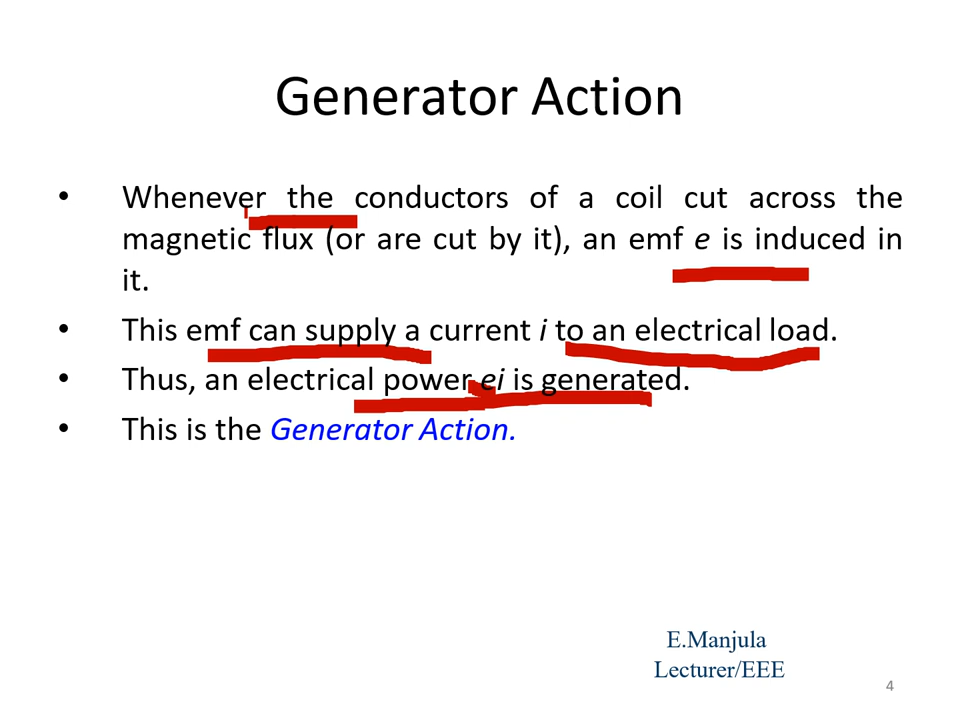 Generator Action
• Whenever the conductors of a coil cut across the
magnetic flux (or are cut by it), an emf e is induced in
it.
• This emf can supply a current i to an electrical load.
• Thus, an electrical power ei is generated.
• This is the Generator Action.
E.Manjula
Lecturer/EEE
4